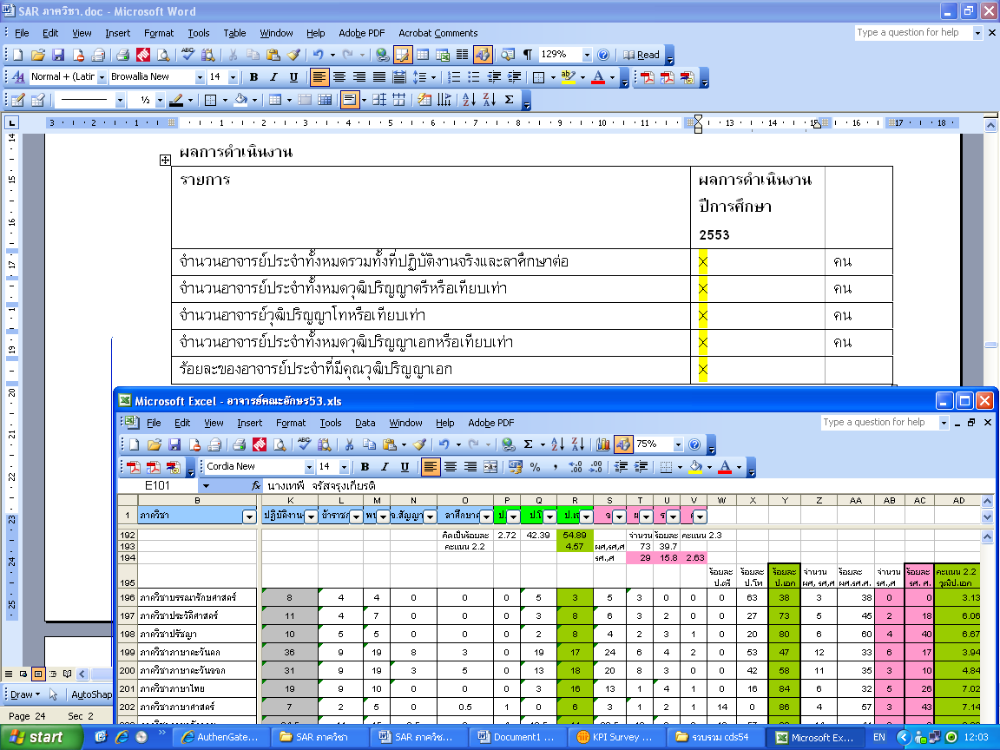 SAR ภาควิชา.doc - Microsoft Word
File Edit View Insert Format Tools Table Window Help Adobe PDF Acrobat Comments
Type a question for help
129% Read
Normal + (Latir Browallia New 14 B I U
½
3 2 1 1 2 3 4 5 6 7 8 9 10 11 13 14 15 16 17 18
ผลการดำเนินงาน
รายการ ผลการดำเนินงาน
ปีการศึกษา
2553
จำนวนอาจารย์ประจำทั้งหมดรวมทั้งที่ปฏิบัติงานจริงและลาศึกษาต่อ X คน
จำนวนอาจารย์ประจำทั้งหมดวุฒิปริญญาตรีหรือเทียบเท่า X คน
จำนวนอาจารย์วุฒิปริญญาโทหรือเทียบเท่า X คน
จำนวนอาจารย์ประจำทั้งหมดวุฒิปริญญาเอกหรือเทียบเท่า X คน
ร้อยละของอาจารย์ประจำที่มีคุณวุฒิปริญญาเอก X
Microsoft Excel - อาจารย์คณะอักษร53.xls
File Edit View Insert Format Tools Data Window Help Adobe PDF
Type a question for help
75%
Cordia New 14 B I U
E101 fx นางเทพี จรัสจรุงเกียรติ
B K L M N O P Q R S T U V W X Y Z AA AB AC AD
1 ภาควิชา ปฏิบัติงาน ข้าราช
192 คิดเป็นร้อยละ 2.72 42.39 54.89 จำนวน ร้อยละ คะแนน 2.3
193 คะแนน 2.2 4.57 ผศ,รศ,ศ 73 39.7
194 รศ.,ศ 29 15.8 2.63
195 ร้อยละ ป.ตรี ร้อยละ ป.โท ร้อยละ ป.เอก จำนวน ผศ, รศ,ศ ร้อยละ ผศ.รศ.ศ. จำนวน รศ.,ศ ร้อยละ รศ. ศ. คะแนน 2.2 วุฒิป.เอก
196 ภาควิชาบรรณารักษศาสตร์ 8 4 4 0 0 0 5 3 5 3 0 0 0 63 38 3 38 0 0 3.13
197 ภาควิชาประวัติศาสตร์ 11 4 7 0 0 0 3 8 6 3 2 0 0 27 73 5 45 2 18 6.06
198 ภาควิชาปรัชญา 10 5 5 0 0 0 2 8 4 2 3 1 0 20 80 6 60 4 40 6.67
199 ภาควิชาภาษาตะวันตก 36 9 19 8 3 0 19 17 24 6 4 2 0 53 47 12 33 6 17 3.94
200 ภาควิชาภาษาตะวันออก 31 9 19 3 5 0 13 18 20 8 3 0 0 42 58 11 35 3 10 4.84
201 ภาควิชาภาษาไทย 19 9 10 0 0 0 3 16 13 1 4 1 0 16 84 6 32 5 26 7.02
202 ภาควิชาภาษาศาสตร์ 7 2 5 0 0.5 1 0 6 3 1 2 1 14 0 86 4 57 3 43 7.14
Draw AutoShap
Page 24 Sec 2
start AuthenGate... SAR ภาควิชา SAR ภาควิช... Document1 ... KPI Survey ... รวบรวม cds54 Microsoft Ex... EN 12:03